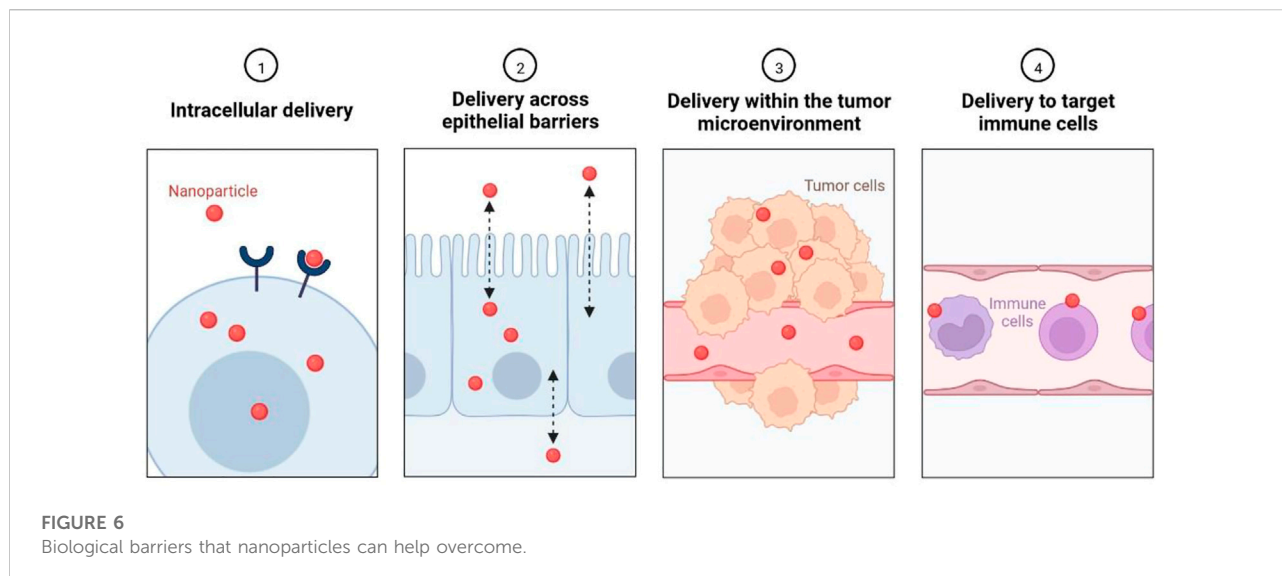 1
Intracellular delivery
2
Delivery across
epithelial barriers
3
Delivery within the tumor
microenvironment
4
Delivery to target
immune cells
Nanoparticle
Tumor cells
Immune
cells
FIGURE 6
Biological barriers that nanoparticles can help overcome.